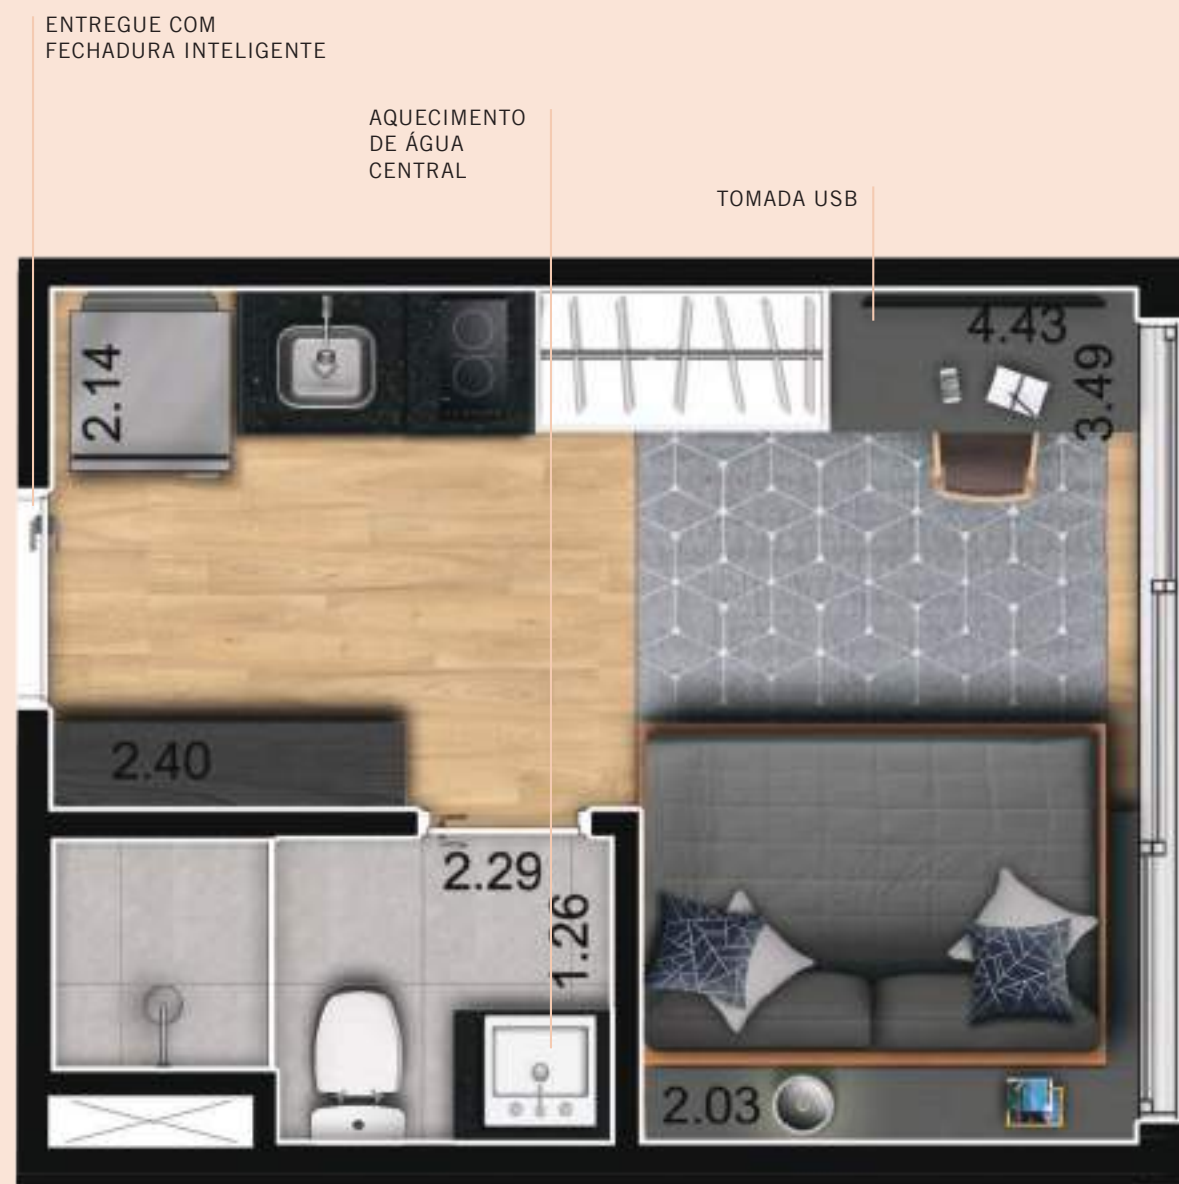 ENTREGUE COM
FECHADURA INTELIGENTE
AQUECIMENTO
DE ÁGUA
CENTRAL
TOMADA USB
4.43
3.49
2.14
2.40
2.29
1.26
2.03